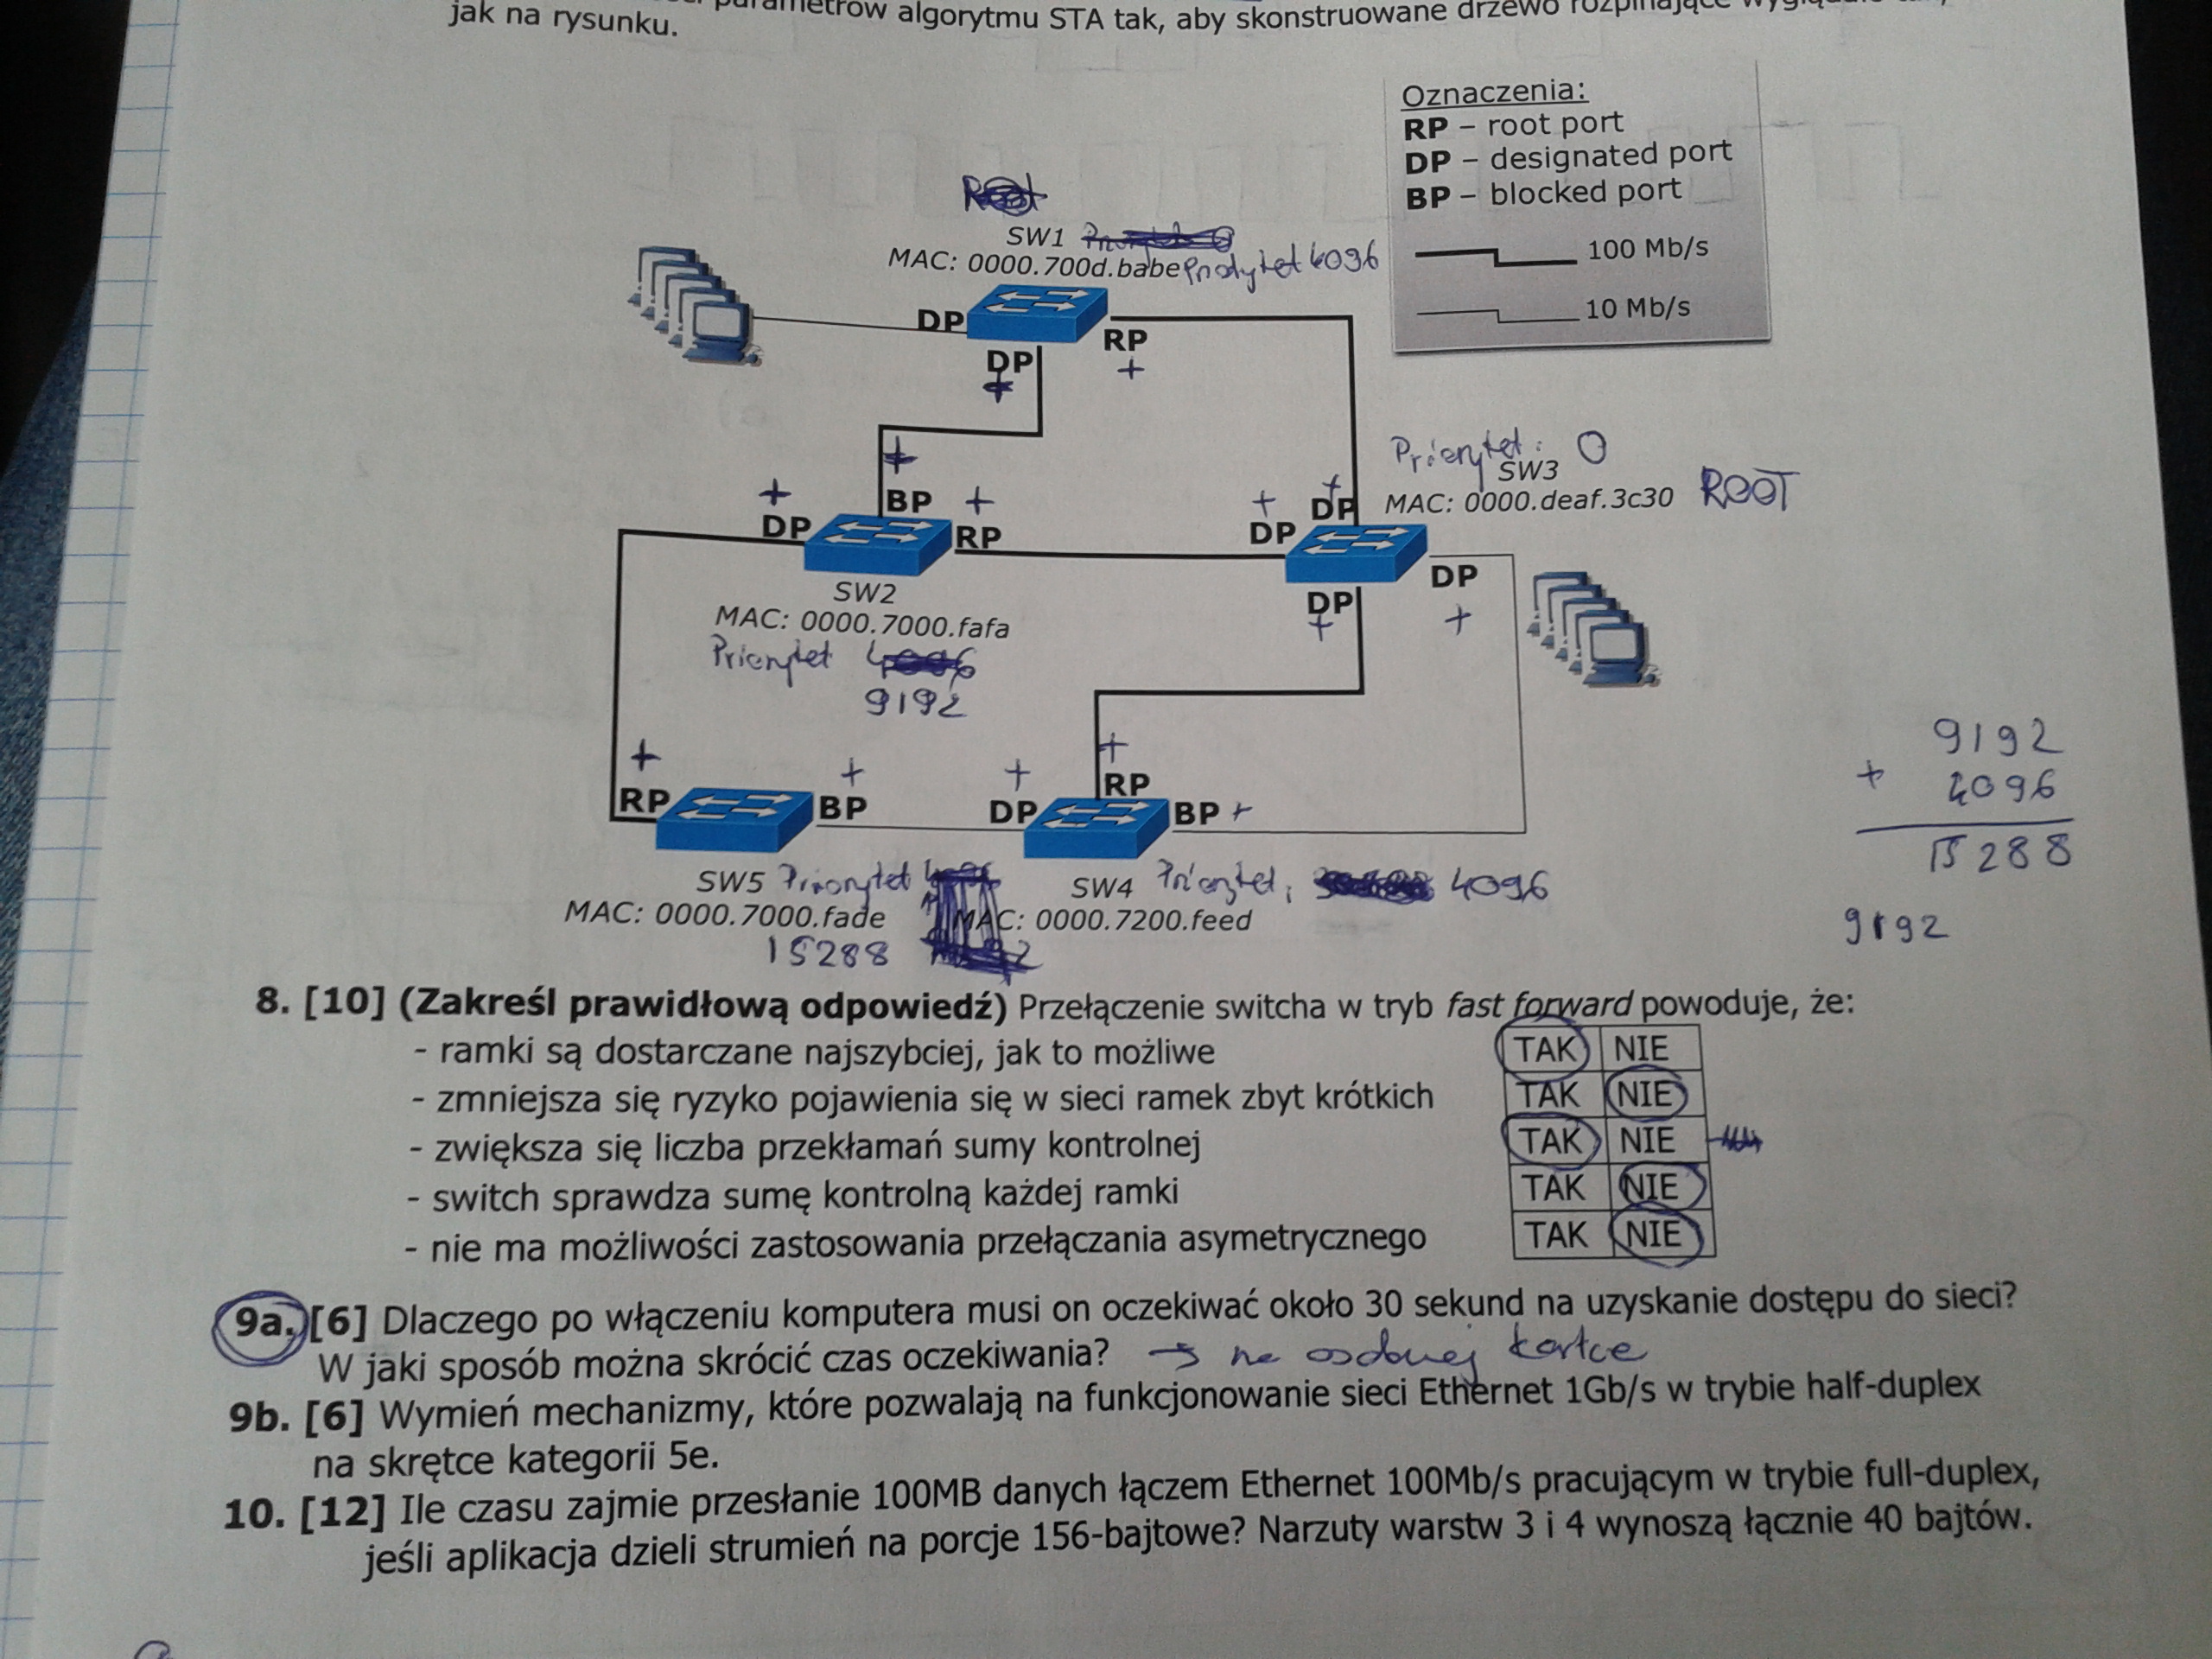 parametrów algorytmu STA tak, aby skonstruowane drzewo rozpinające
jak na rysunku.
Oznaczenia:
RP – root port
DP – designated port
BP – blocked port
100 Mb/s
10 Mb/s
Root
SW1
MAC: 0000.700d.babe Priorytet 4096
DP
RP
+
DP
+
Priorytet: 0
SW3
MAC: 0000.deaf.3c30 ROOT
+
+ BP +
DP RP
+ +
DP DP
DP
+
DP
+
SW2
MAC: 0000.7000.fafa
Priorytet 4096
9192
9192
+ 4096
15288
9192
+ + + +
RP BP DP RP BP +
SW5 Priorytet
MAC: 0000.7000.fade
15288
SW4 Priorytet: 4096
MAC: 0000.7200.feed
8. [10] (Zakreśl prawidłową odpowiedź) Przełączenie switcha w tryb fast forward powoduje, że:
- ramki są dostarczane najszybciej, jak to możliwe TAK NIE
- zmniejsza się ryzyko pojawienia się w sieci ramek zbyt krótkich TAK NIE
- zwiększa się liczba przekłamań sumy kontrolnej TAK NIE
- switch sprawdza sumę kontrolną każdej ramki TAK NIE
- nie ma możliwości zastosowania przełączania asymetrycznego TAK NIE
9a. [6] Dlaczego po włączeniu komputera musi on oczekiwać około 30 sekund na uzyskanie dostępu do sieci?
W jaki sposób można skrócić czas oczekiwania? → na osobnej kartce
9b. [6] Wymień mechanizmy, które pozwalają na funkcjonowanie sieci Ethernet 1Gb/s w trybie half-duplex
na skrętce kategorii 5e.
10. [12] Ile czasu zajmie przesłanie 100MB danych łączem Ethernet 100Mb/s pracującym w trybie full-duplex,
jeśli aplikacja dzieli strumień na porcje 156-bajtowe? Narzuty warstw 3 i 4 wynoszą łącznie 40 bajtów.